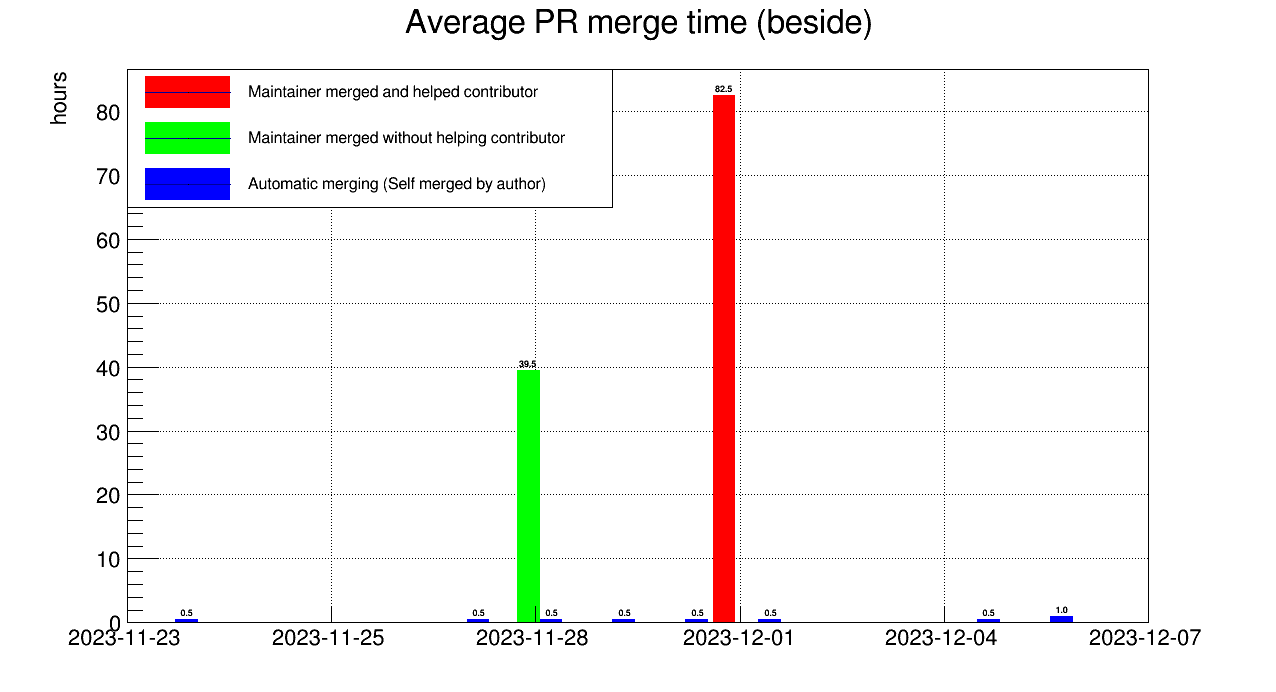 Average PR merge time (beside)
hours
Maintainer merged and helped contributor
Maintainer merged without helping contributor
Automatic merging (Self merged by author)
80
70
60
50
40
30
20
10
0
82.5
39.5
0.5 0.5 0.5 0.5 0.5 0.5 0.5 1.0
2023-11-23 2023-11-25 2023-11-28 2023-12-01 2023-12-04 2023-12-07